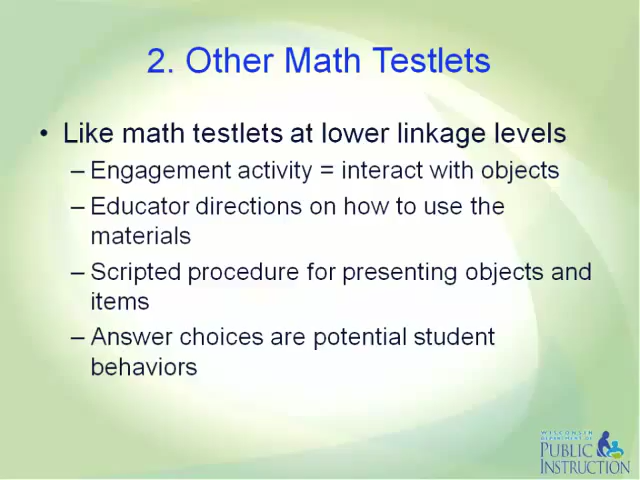 2. Other Math Testlets
• Like math testlets at lower linkage levels
– Engagement activity = interact with objects
– Educator directions on how to use the
materials
– Scripted procedure for presenting objects and
items
– Answer choices are potential student
behaviors
WISCONSIN
DEPARTMENT OF
PUBLIC
INSTRUCTION